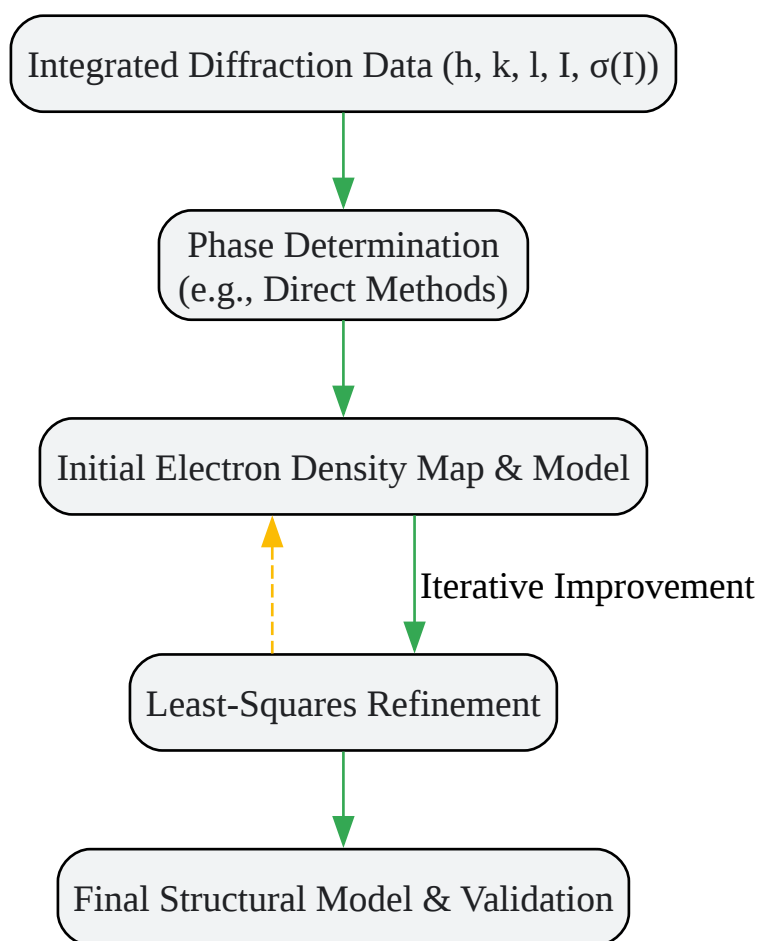 Integrated Diffraction Data (h, k, l, I, σ(I))
Phase Determination
(e.g., Direct Methods)
Initial Electron Density Map & Model
Iterative Improvement
Least-Squares Refinement
Final Structural Model & Validation